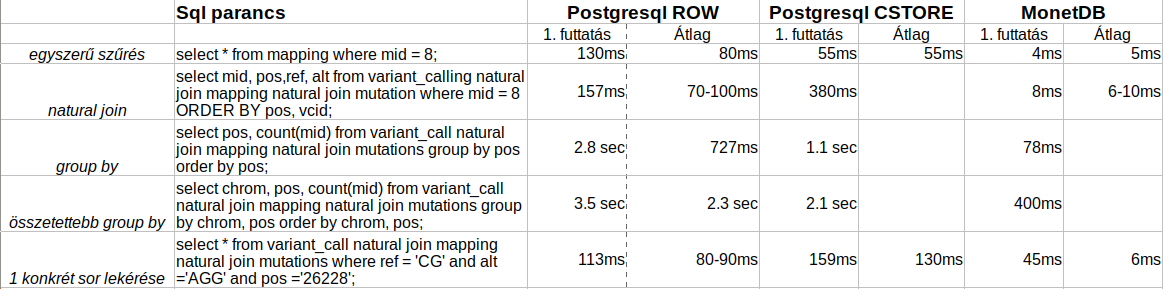 Sql parancs Postgresql ROW Postgresql CSTORE MonetDB
1. futtatás Átlag 1. futtatás Átlag 1. futtatás Átlag
egyszerű szűrés select * from mapping where mid = 8; 130ms 80ms 55ms 55ms 4ms 5ms
select mid, pos,ref, alt from variant_calling natural
join mapping natural join mutation where mid = 8 157ms 70-100ms 380ms 8ms 6-10ms
natural join ORDER BY pos, vcid;
select pos, count(mid) from variant_call natural
join mapping natural join mutations group by pos 2.8 sec 727ms 1.1 sec 78ms
group by order by pos;
select chrom, pos, count(mid) from variant_call
natural join mapping natural join mutations group 3.5 sec 2.3 sec 2.1 sec 400ms
összetettebb group by by chrom, pos order by chrom, pos;
select * from variant_call natural join mapping
natural join mutations where ref = 'CG' and alt 113ms 80-90ms 159ms 130ms 45ms 6ms
1 konkrét sor lekérése ='AGG' and pos ='26228';